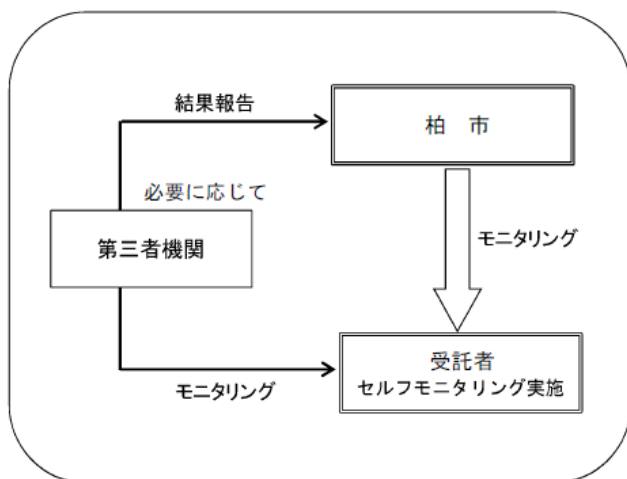 結果報告
柏　市
必要に応じて
第三者機関
モニタリング
受託者
セルフモニタリング実施
モニタリング